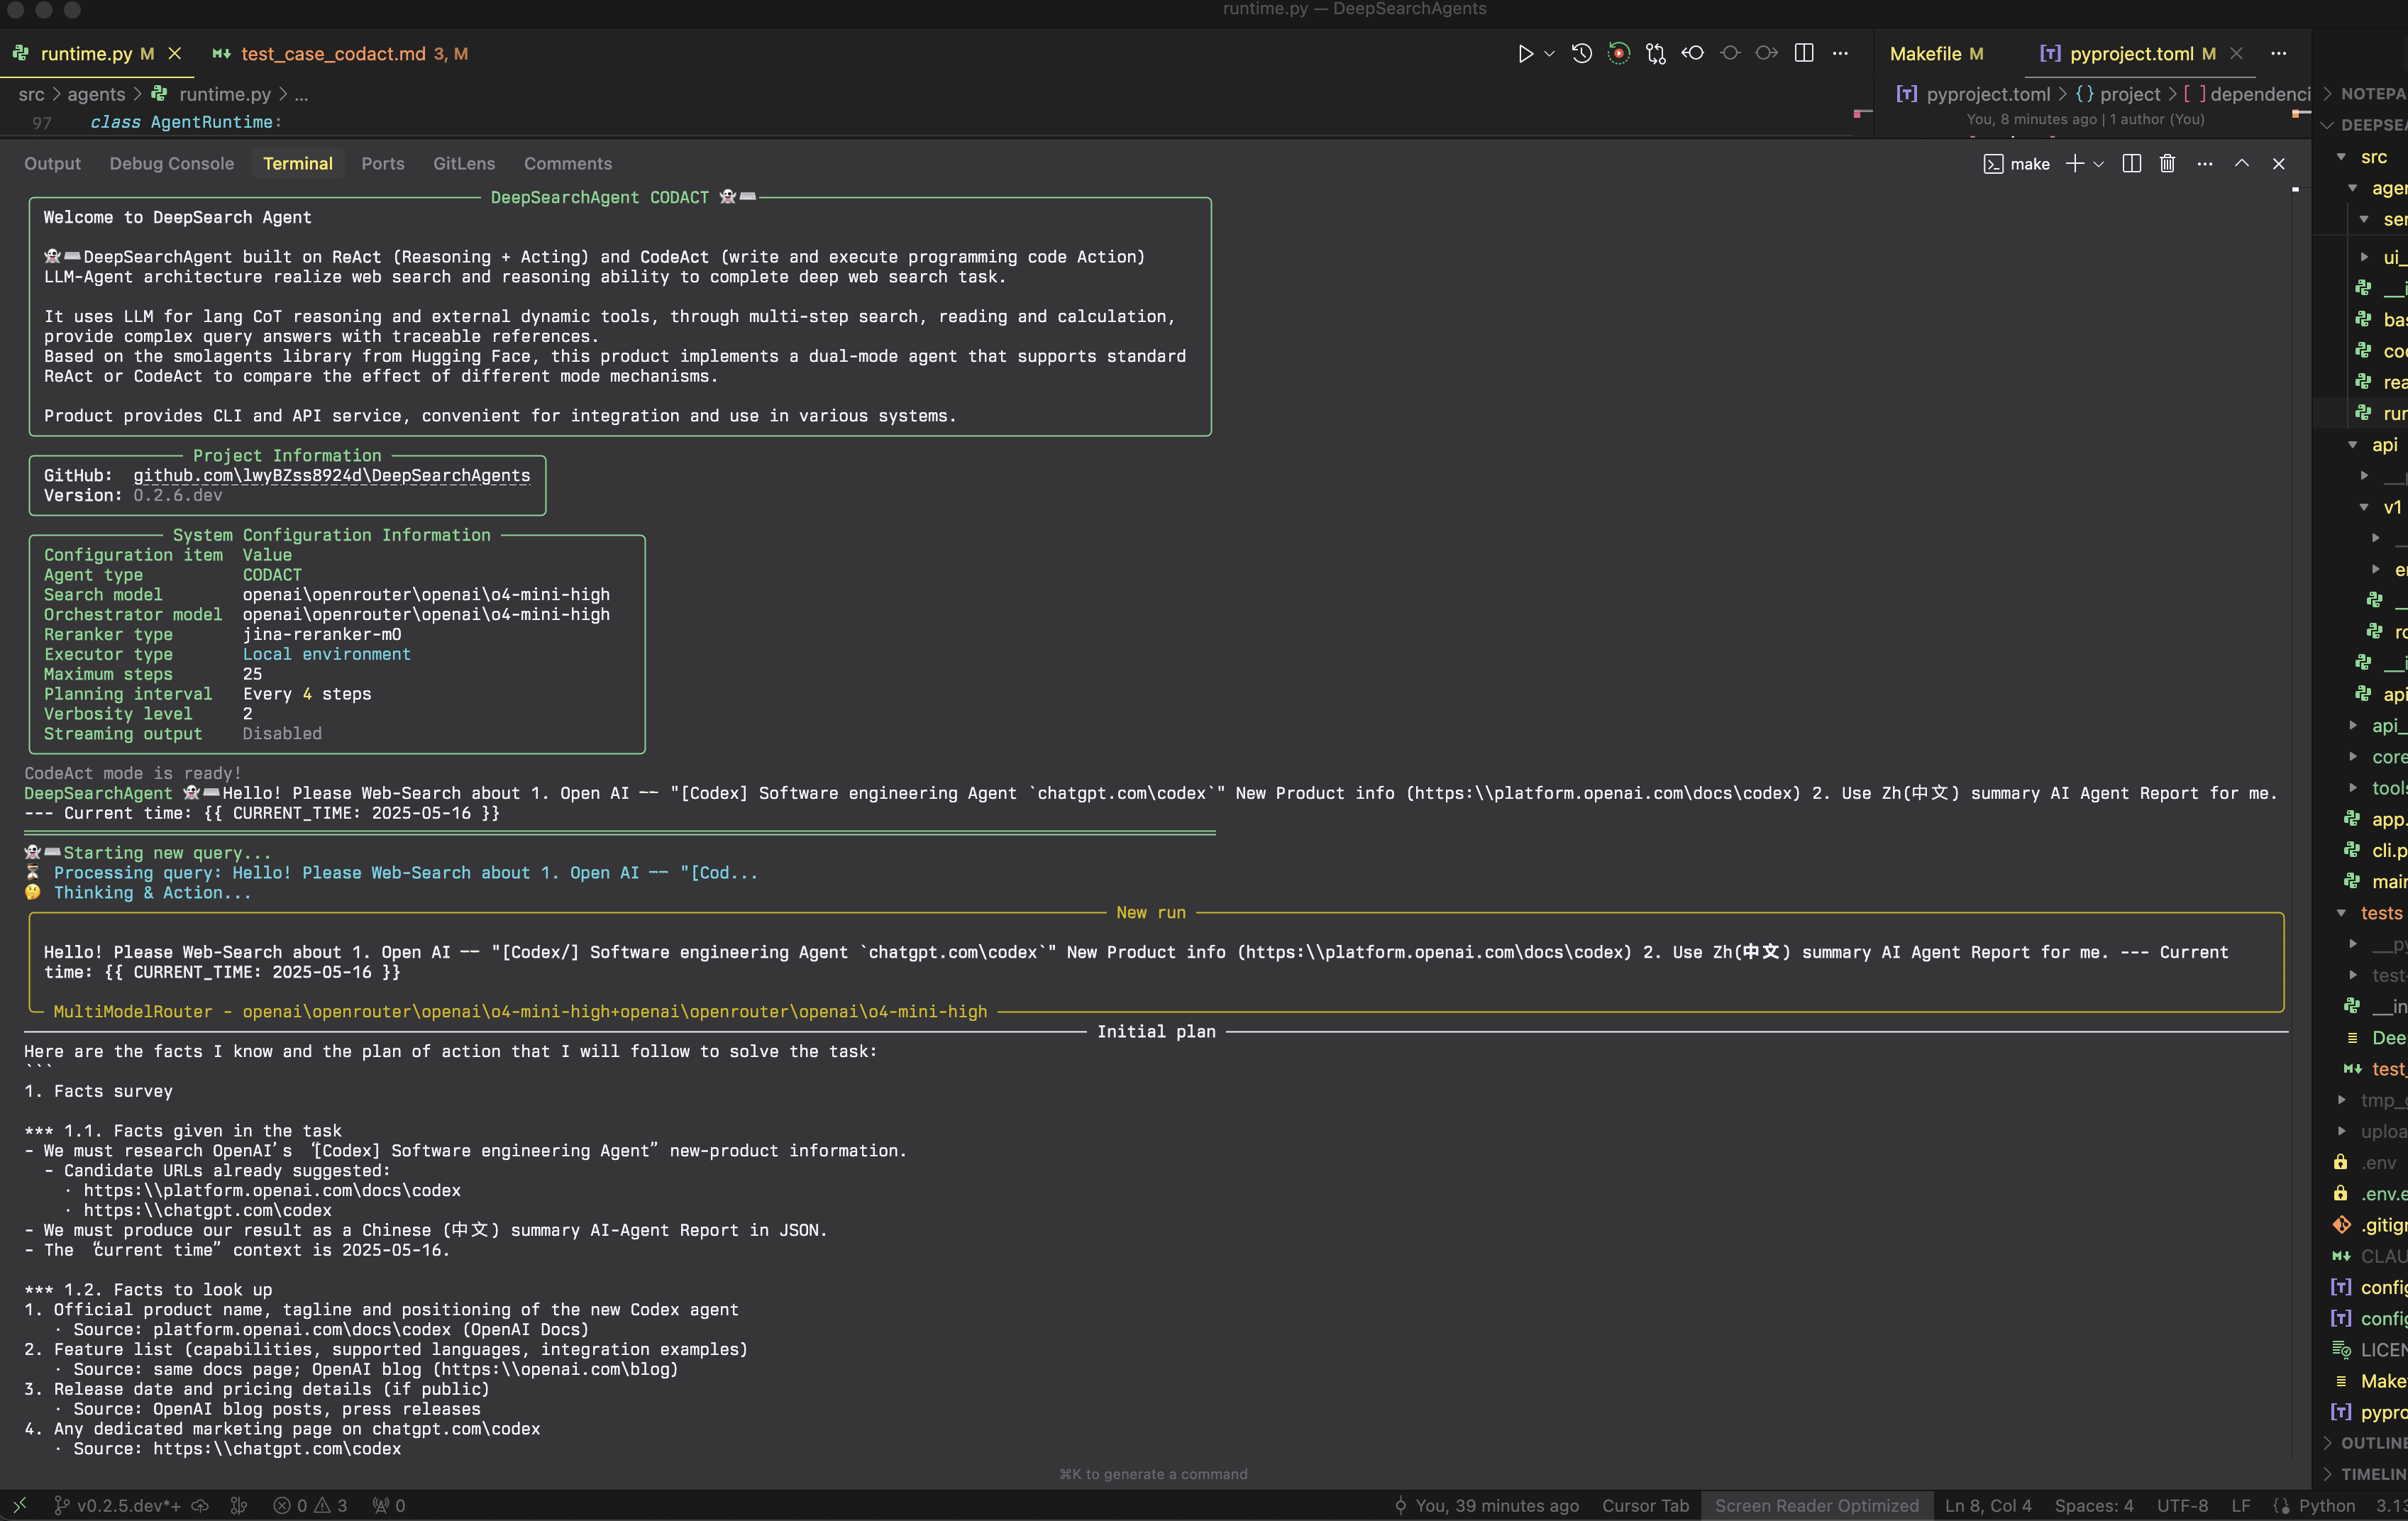 runtime.py — DeepSearchAgents
runtime.py M
test_case_codact.md 3, M
Makefile M
pyproject.toml M
src > agents > runtime.py > ...
pyproject.toml > {} project > [ ] dependenci
You, 8 minutes ago | 1 author (You)
97 class AgentRuntime:
Output Debug Console Terminal Ports GitLens Comments
make
DeepSearchAgent CODACT
Welcome to DeepSearch Agent
DeepSearchAgent built on ReAct (Reasoning + Acting) and CodeAct (write and execute programming code Action)
LLM-Agent architecture realize web search and reasoning ability to complete deep web search task.
It uses LLM for lang CoT reasoning and external dynamic tools, through multi-step search, reading and calculation,
provide complex query answers with traceable references.
Based on the smolagents library from Hugging Face, this product implements a dual-mode agent that supports standard
ReAct or CodeAct to compare the effect of different mode mechanisms.
Product provides CLI and API service, convenient for integration and use in various systems.
Project Information
GitHub: github.com\lwyBZss8924d\DeepSearchAgents
Version: 0.2.6.dev
System Configuration Information
Configuration item Value
Agent type CODACT
Search model openai\openrouter\openai\o4-mini-high
Orchestrator model openai\openrouter\openai\o4-mini-high
Reranker type jina-reranker-m0
Executor type Local environment
Maximum steps 25
Planning interval Every 4 steps
Verbosity level 2
Streaming output Disabled
CodeAct mode is ready!
DeepSearchAgent Hello! Please Web-Search about 1. Open AI –– "[Codex] Software engineering Agent `chatgpt.com\codex`" New Product info (https:\\platform.openai.com\docs\codex) 2. Use Zh(中文) summary AI Agent Report for me.
--- Current time: {{ CURRENT_TIME: 2025-05-16 }}
Starting new query...
Processing query: Hello! Please Web-Search about 1. Open AI –– "[Cod...
Thinking & Action...
New run
Hello! Please Web-Search about 1. Open AI –– "[Codex/] Software engineering Agent `chatgpt.com\codex`" New Product info (https:\\platform.openai.com\docs\codex) 2. Use Zh(中文) summary AI Agent Report for me. --- Current
time: {{ CURRENT_TIME: 2025-05-16 }}
MultiModelRouter - openai\openrouter\openai\o4-mini-high+openai\openrouter\openai\o4-mini-high
Initial plan
Here are the facts I know and the plan of action that I will follow to solve the task:
```
1. Facts survey
*** 1.1. Facts given in the task
- We must research OpenAI’s “[Codex] Software engineering Agent” new-product information.
- Candidate URLs already suggested:
· https:\\platform.openai.com\docs\codex
· https:\\chatgpt.com\codex
- We must produce our result as a Chinese (中文) summary AI-Agent Report in JSON.
- The “current time” context is 2025-05-16.
*** 1.2. Facts to look up
1. Official product name, tagline and positioning of the new Codex agent
· Source: platform.openai.com\docs\codex (OpenAI Docs)
2. Feature list (capabilities, supported languages, integration examples)
· Source: same docs page; OpenAI blog (https:\\openai.com\blog)
3. Release date and pricing details (if public)
· Source: OpenAI blog posts, press releases
4. Any dedicated marketing page on chatgpt.com\codex
· Source: https:\\chatgpt.com\codex
⌘K to generate a command
NOTEPA
DEEPSEA
src
ager
ser
ui_
__i
bas
coc
rea
run
api
v1
api
api_
core
tools
app.
cli.p
main
tests
__py
test-
__in
Dee
test_
tmp_c
uploa
.env
.env.e
.gitigr
CLAU
config
config
LICEN
Make
pypro
OUTLINE
TIMELIN
v0.2.5.dev*+ 0 3 0
You, 39 minutes ago Cursor Tab Screen Reader Optimized Ln 8, Col 4 Spaces: 4 UTF-8 LF Python 3.13